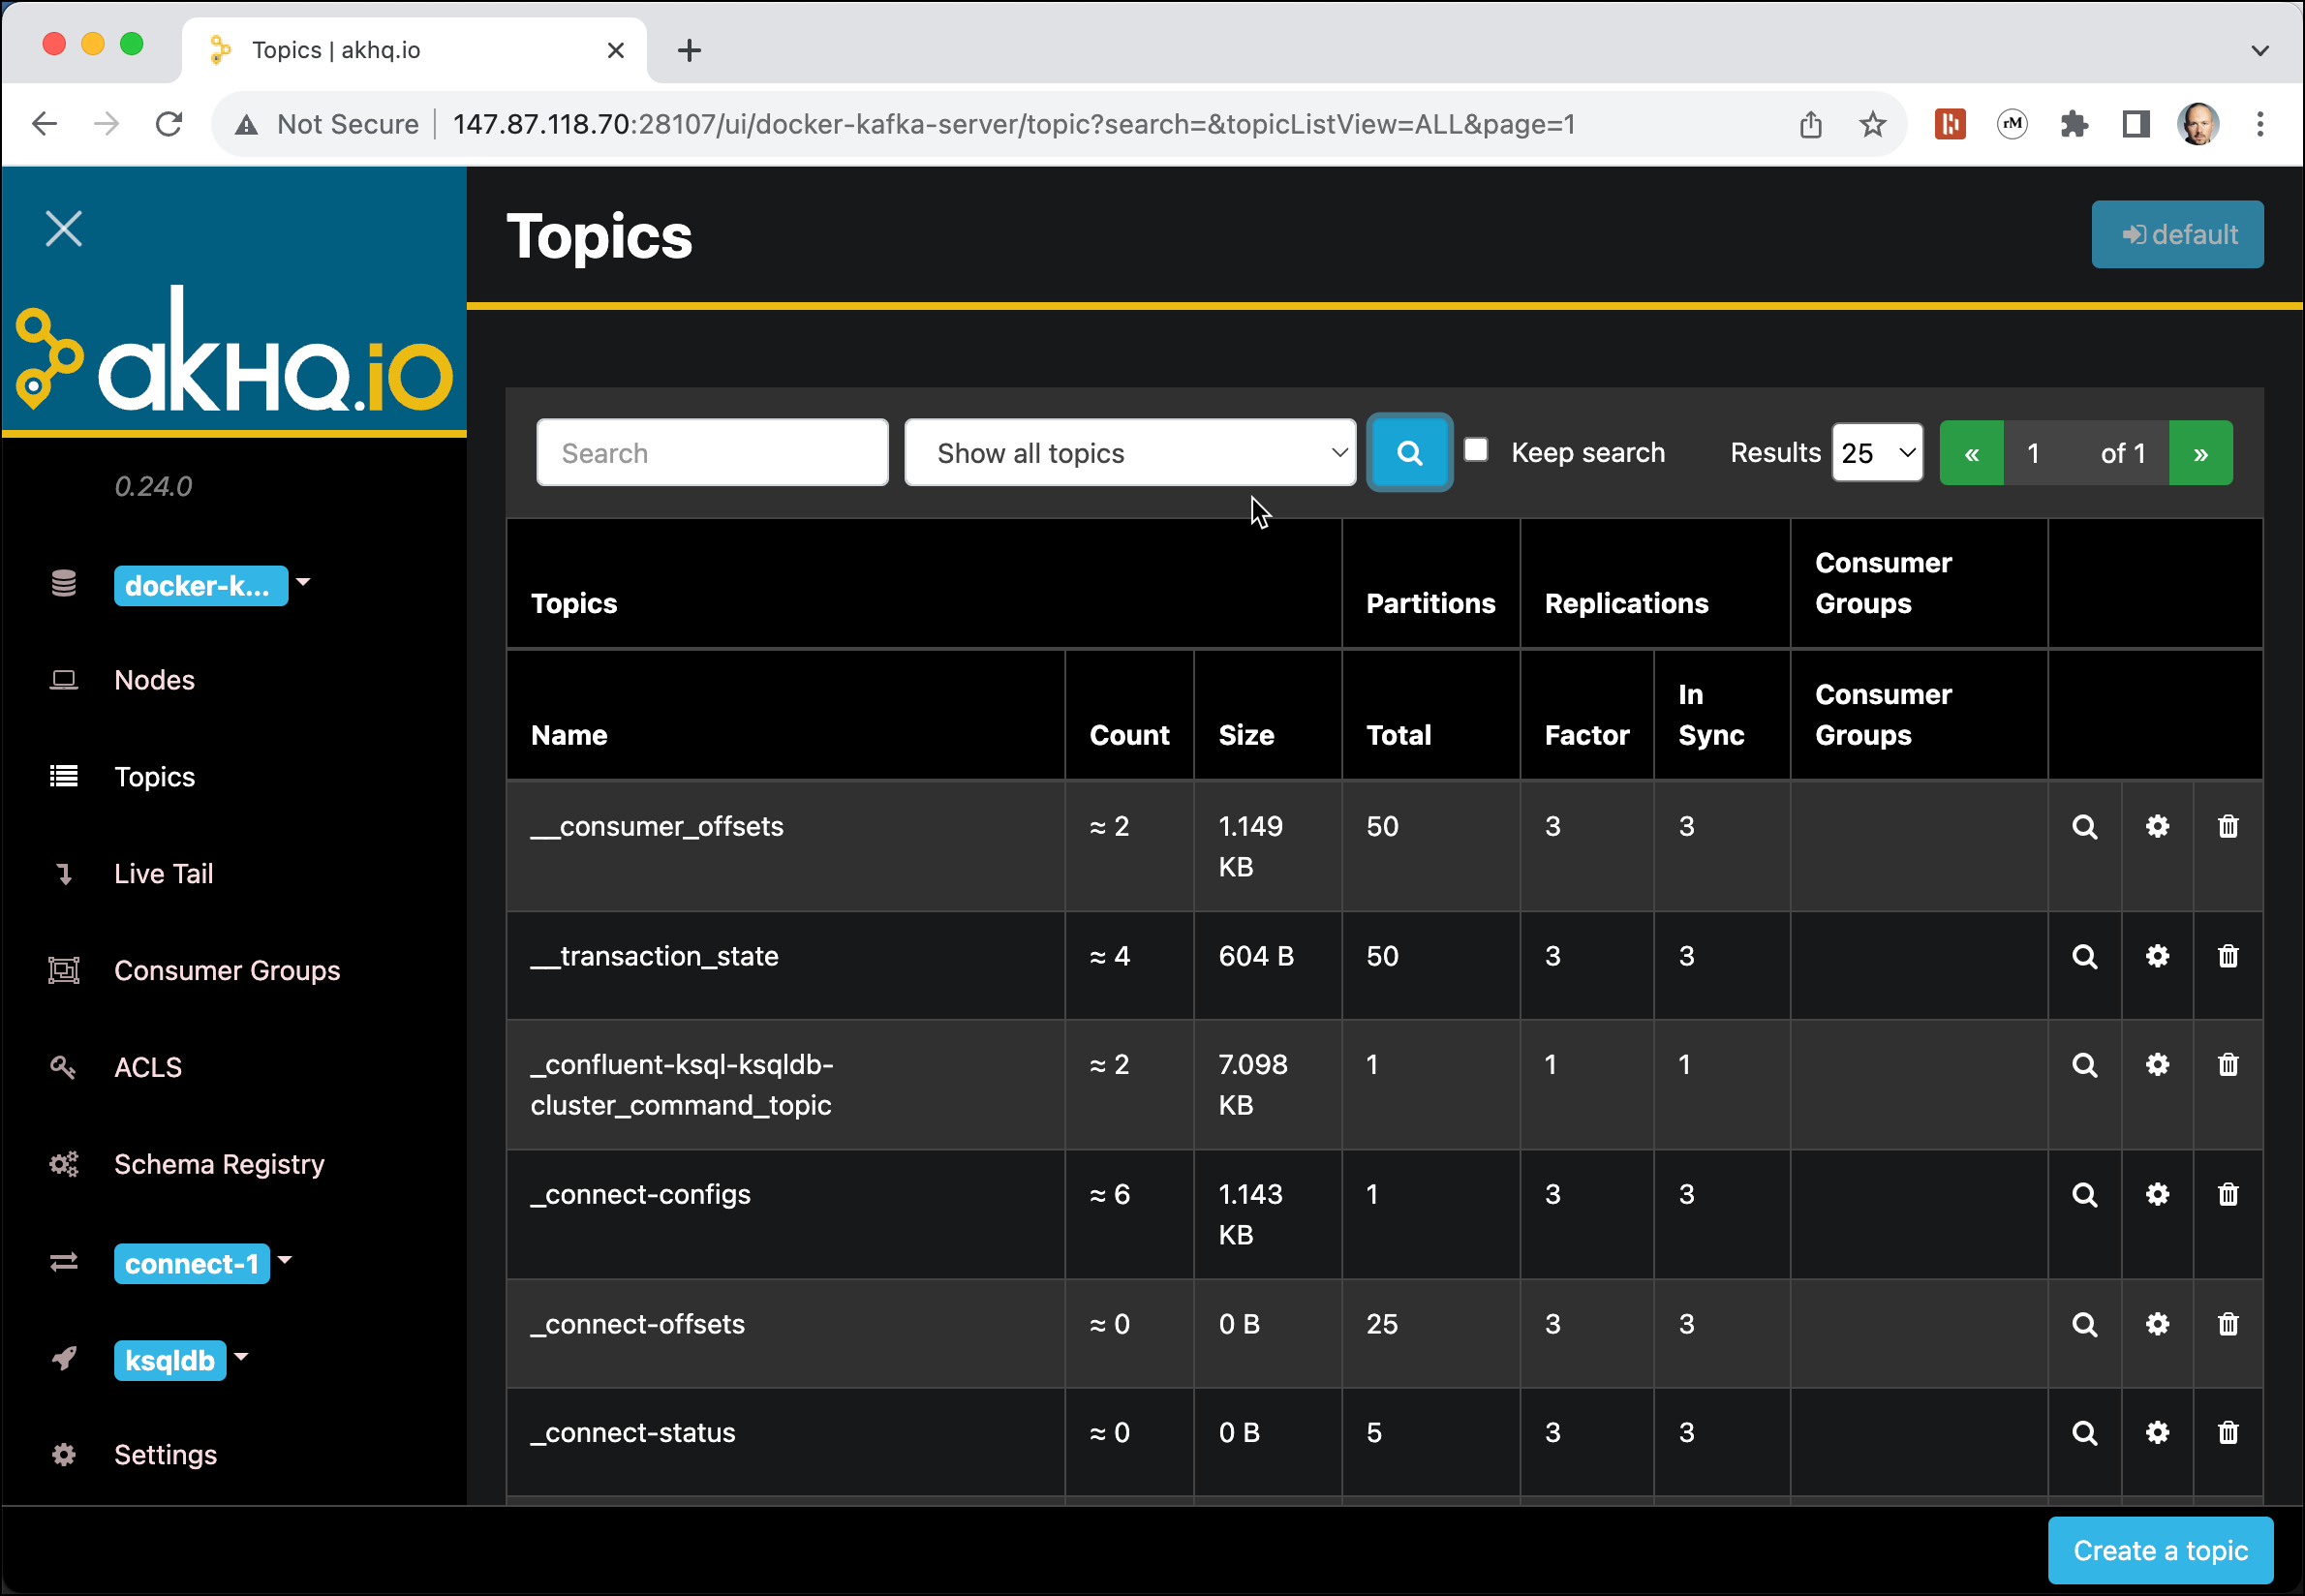 Topics | akhq.io
Not Secure
147.87.118.70:28107/ui/docker-kafka-server/topic?search=&topicListView=ALL&page=1
rM
akHQ.io
0.24.0
docker-k...
Nodes
Topics
Live Tail
Consumer Groups
ACLS
Schema Registry
connect-1
ksqldb
Settings
Topics
default
Search
Show all topics
Keep search
Results
25
«
1
of 1
»
Topics
Partitions
Replications
Consumer
Groups
Name
Count
Size
Total
Factor
In
Sync
Consumer
Groups
__consumer_offsets
≈ 2
1.149
KB
50
3
3
__transaction_state
≈ 4
604 B
50
3
3
_confluent-ksql-ksqldb-
cluster_command_topic
≈ 2
7.098
KB
1
1
1
_connect-configs
≈ 6
1.143
KB
1
3
3
_connect-offsets
≈ 0
0 B
25
3
3
_connect-status
≈ 0
0 B
5
3
3
Create a topic